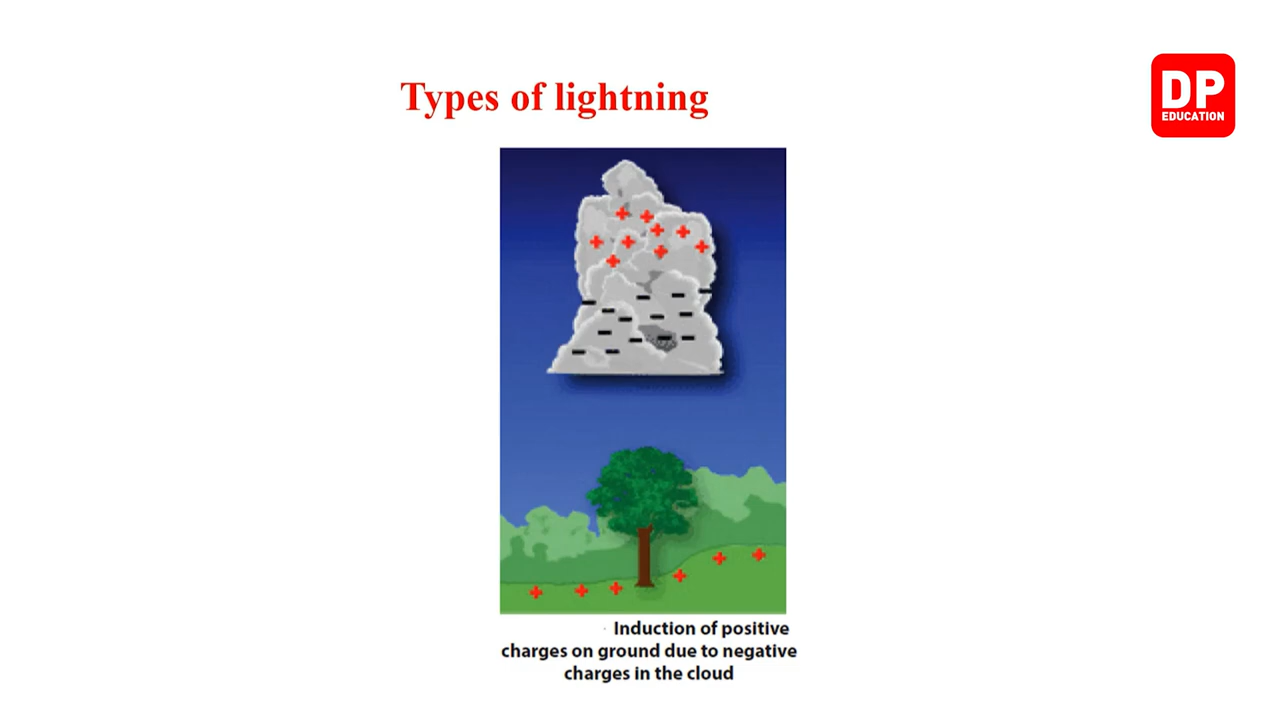 Types of lightning
DP
EDUCATION
Induction of positive
charges on ground due to negative
charges in the cloud